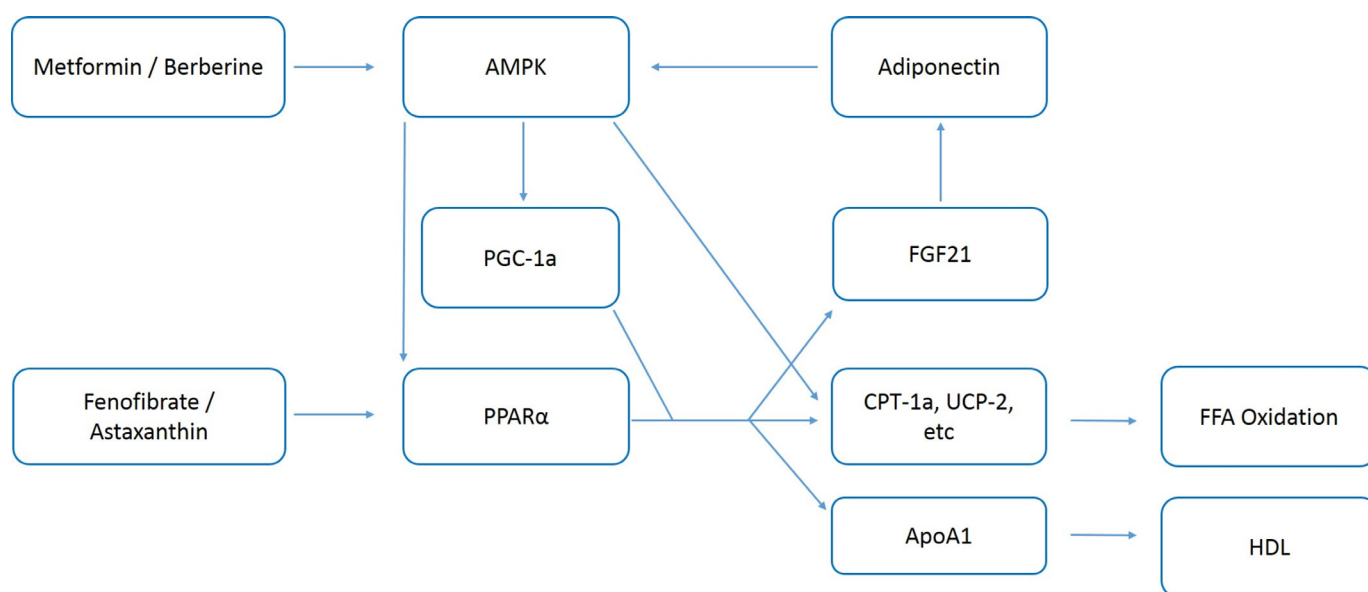 Metformin / Berberine
AMPK
Adiponectin
PGC-1a
FGF21
Fenofibrate /
Astaxanthin
PPARα
CPT-1a, UCP-2,
etc
FFA Oxidation
ApoA1
HDL